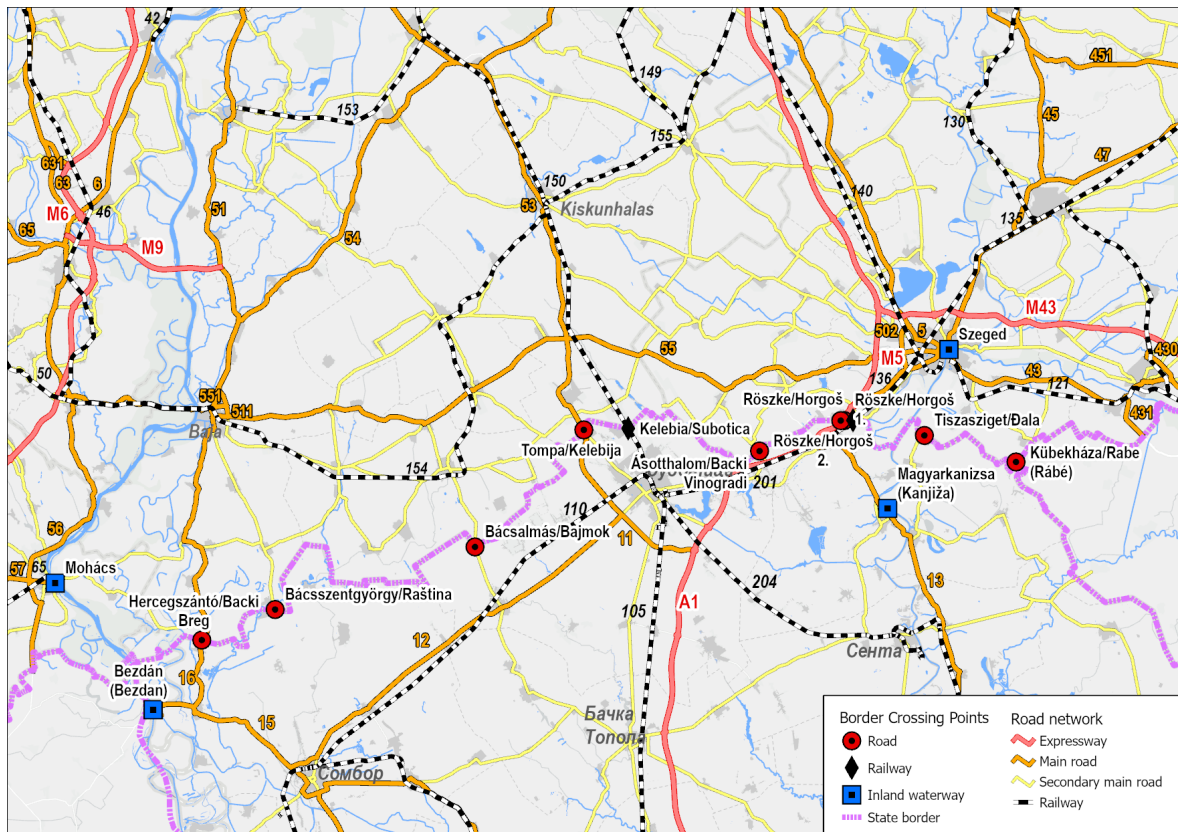 42
451
149
153
45
130
155
47
631
140
63
6
150
M6
46
51
53
Kiskunhalas
135
65
54
M9
M43
502
5
Szeged
55
M5
430
50
136
43
121
551
511
Röszke/Horgoš
Röszke/Horgoš
1.
431
Baja
Kelebia/Subotica
Tiszasziget/Đala
Tompa/Kelebija
Röszke/Horgoš
2.
Kübekháza/Rabe
(Rábé)
154
Ásotthalom/Backi
Vinogradi
201
Magyarkanizsa
(Kanjiža)
110
56
Bácsalmás/Bajmok
11
57
65
Mohács
204
13
Hercegszántó/Backi
Breg
Bácsszentgyörgy/Raština
A1
105
12
Сента
Bezdán
(Bezdan)
16
15
Бачка
Топола
Сомбор
Border Crossing Points
Road
Railway
Inland waterway
State border
Road network
Expressway
Main road
Secondary main road
Railway